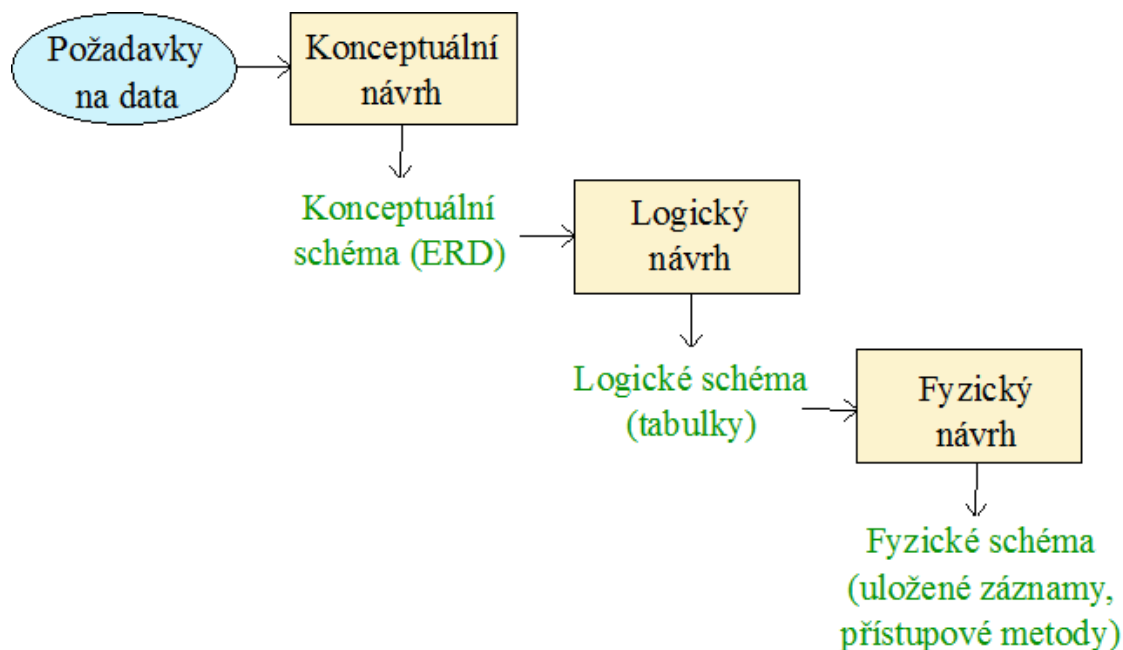 Požadavky
na data
Konceptuální
návrh
Konceptuální
schéma (ERD)
Logický
návrh
Logické schéma
(tabulky)
Fyzický
návrh
Fyzické schéma
(uložené záznamy,
přístupové metody)